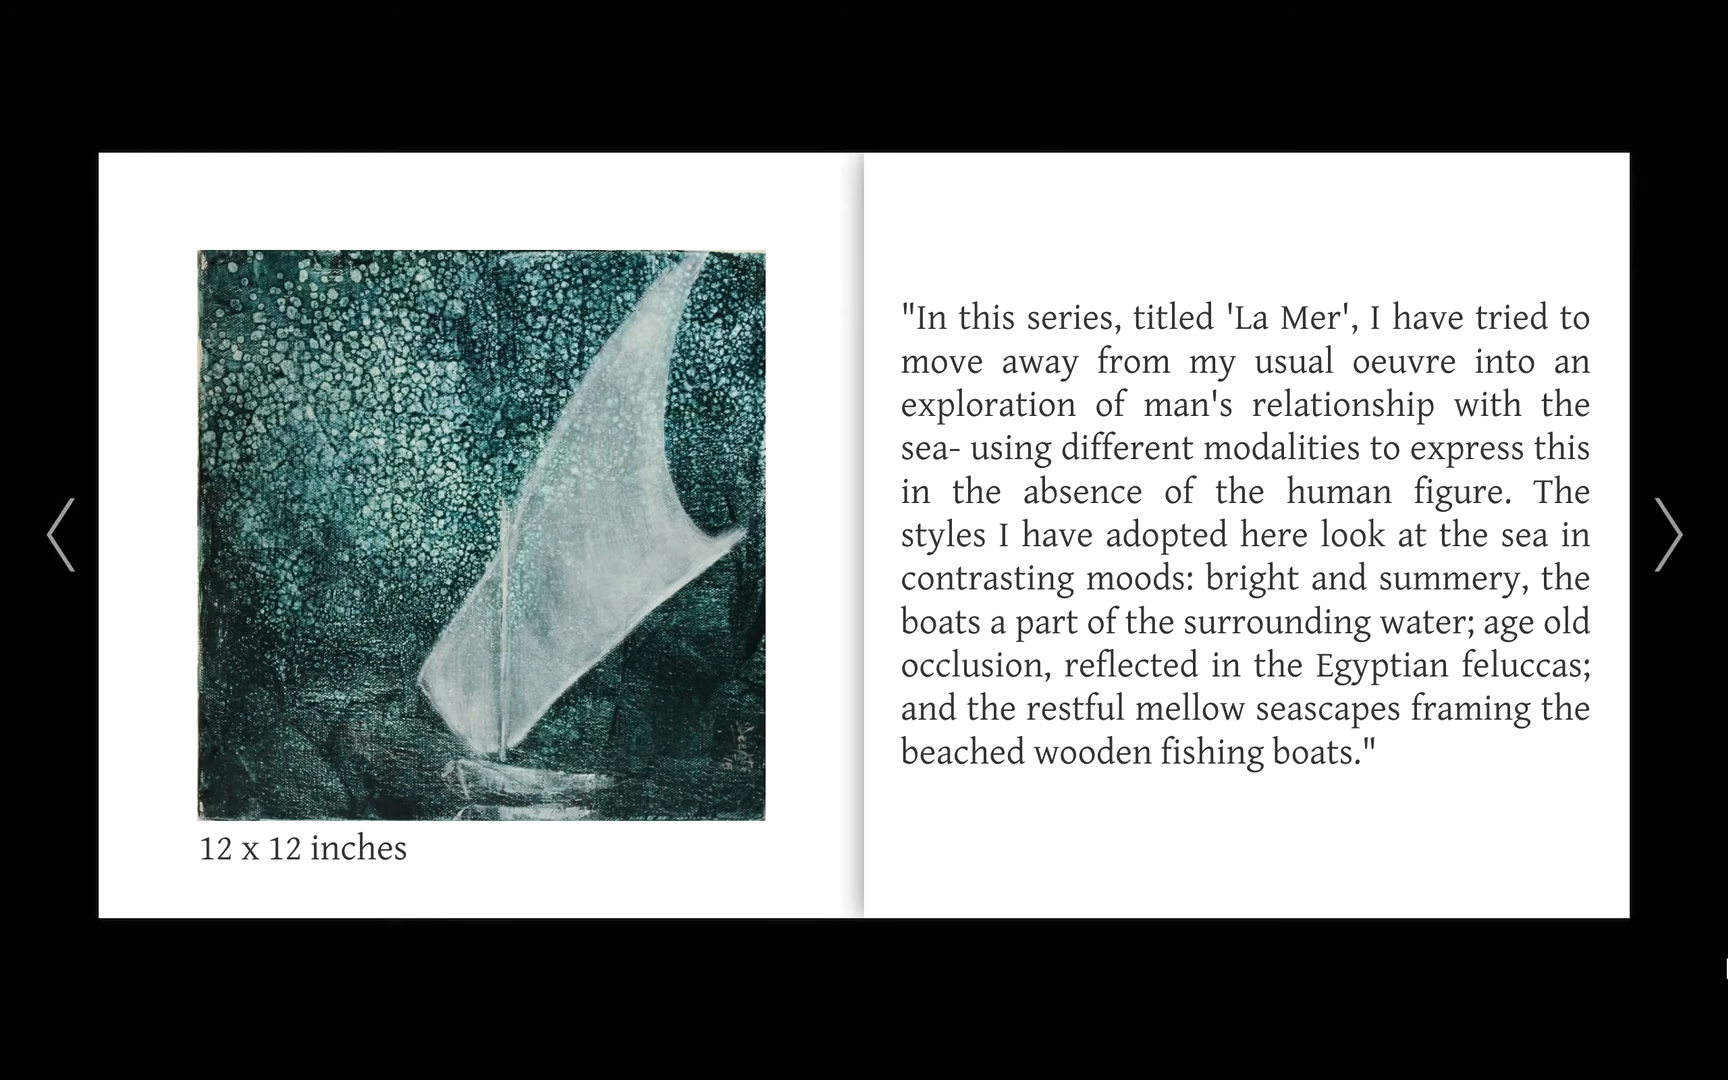 12 x 12 inches
"In this series, titled 'La Mer', I have tried to
move away from my usual oeuvre into an
exploration of man's relationship with the
sea- using different modalities to express this
in the absence of the human figure. The
styles I have adopted here look at the sea in
contrasting moods: bright and summery, the
boats a part of the surrounding water; age old
occlusion, reflected in the Egyptian feluccas;
and the restful mellow seascapes framing the
beached wooden fishing boats."